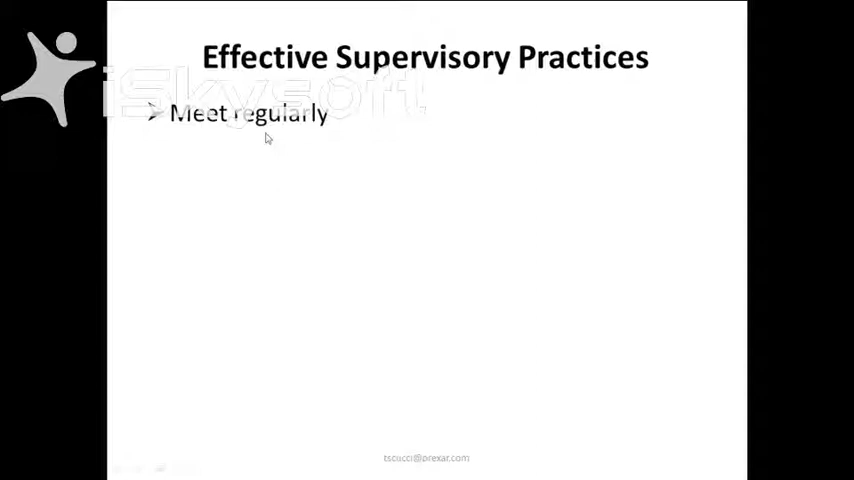 Effective Supervisory Practices
iSkysoft
➢ Meet regularly
tscucci@prexar.com